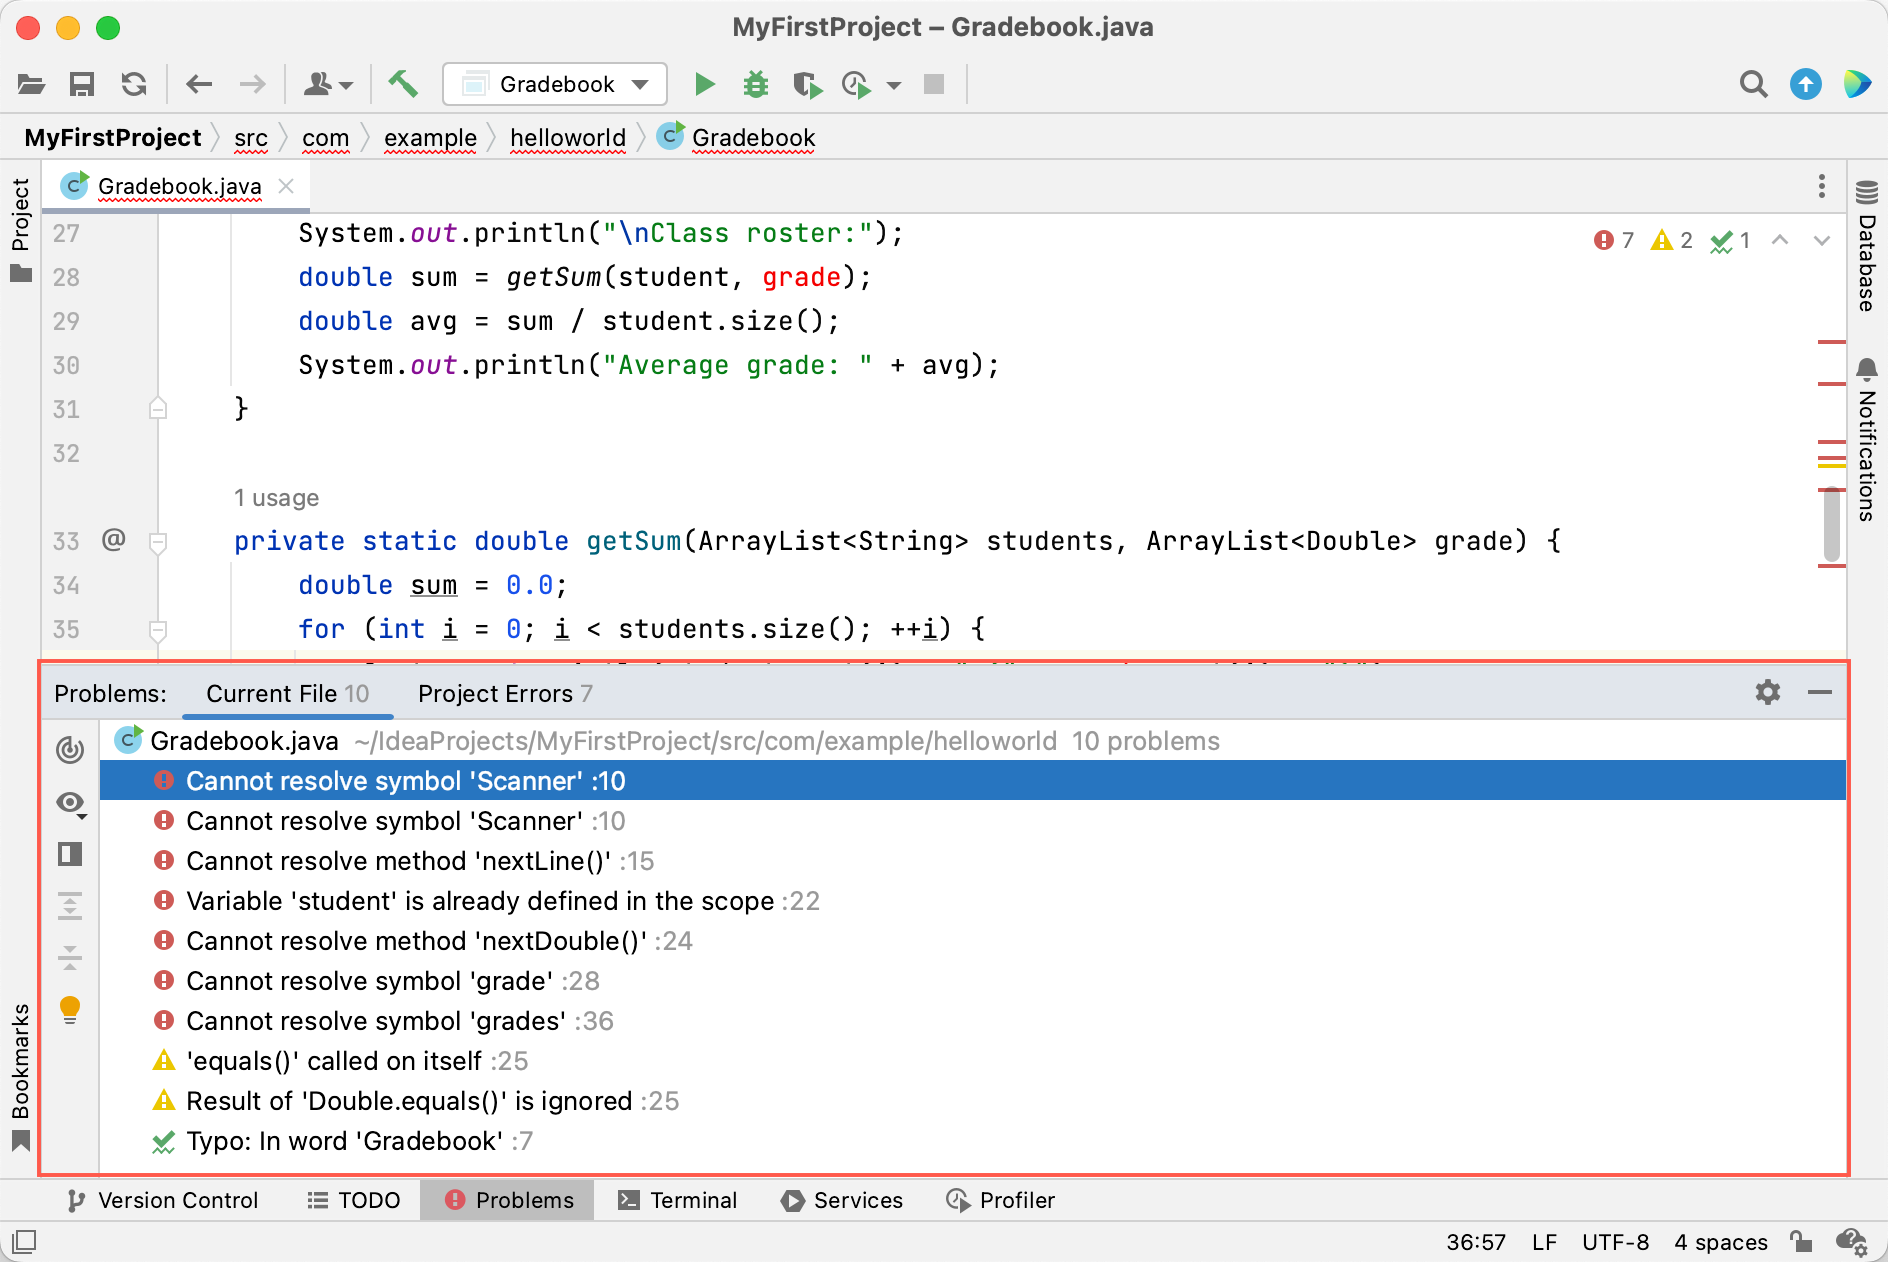 MyFirstProject – Gradebook.java
Gradebook
MyFirstProject src com example helloworld C Gradebook
Project
C Gradebook.java
27 System.out.println("\nClass roster:");
7 2 1
28 double sum = getSum(student, grade);
29 double avg = sum / student.size();
30 System.out.println("Average grade: " + avg);
31 }
32
1 usage
33 @ private static double getSum(ArrayList<String> students, ArrayList<Double> grade) {
34 double sum = 0.0;
35 for (int i = 0; i < students.size(); ++i) {
Database
Notifications
Problems: Current File 10 Project Errors 7
C Gradebook.java ~/IdeaProjects/MyFirstProject/src/com/example/helloworld 10 problems
Cannot resolve symbol 'Scanner' :10
Cannot resolve symbol 'Scanner' :10
Cannot resolve method 'nextLine()' :15
Variable 'student' is already defined in the scope :22
Cannot resolve method 'nextDouble()' :24
Cannot resolve symbol 'grade' :28
Cannot resolve symbol 'grades' :36
'equals()' called on itself :25
Result of 'Double.equals()' is ignored :25
Typo: In word 'Gradebook' :7
Bookmarks
Version Control TODO Problems Terminal Services Profiler
36:57 LF UTF-8 4 spaces